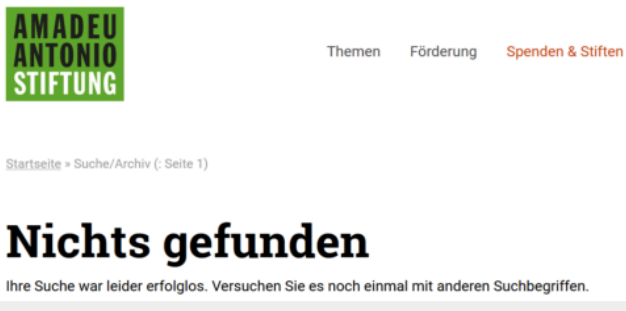 AMADEU
ANTONIO
STIFTUNG
Themen Förderung Spenden & Stiften
Startseite » Suche/Archiv (: Seite 1)
Nichts gefunden
Ihre Suche war leider erfolglos. Versuchen Sie es noch einmal mit anderen Suchbegriffen.